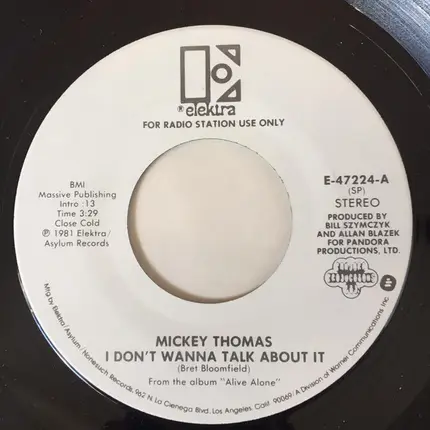 ® elektra
FOR RADIO STATION USE ONLY
BMI
Massive Publishing
Intro :13
Time 3:29
Close Cold
Ⓟ 1981 Elektra/
Asylum Records
E-47224-A
(SP)
STEREO
PRODUCED BY
BILL SZYMCZYK
AND ALLAN BLAZEK
FOR PANDORA
PRODUCTIONS, LTD.
MICKEY THOMAS
I DON'T WANNA TALK ABOUT IT
(Bret Bloomfield)
From the album "Alive Alone"
Mfg by Elektra/Asylum/Nonesuch Records, 962 N. La Cienega Blvd. Los Angeles, Calif. 90069/A Division of Warner Communications Inc